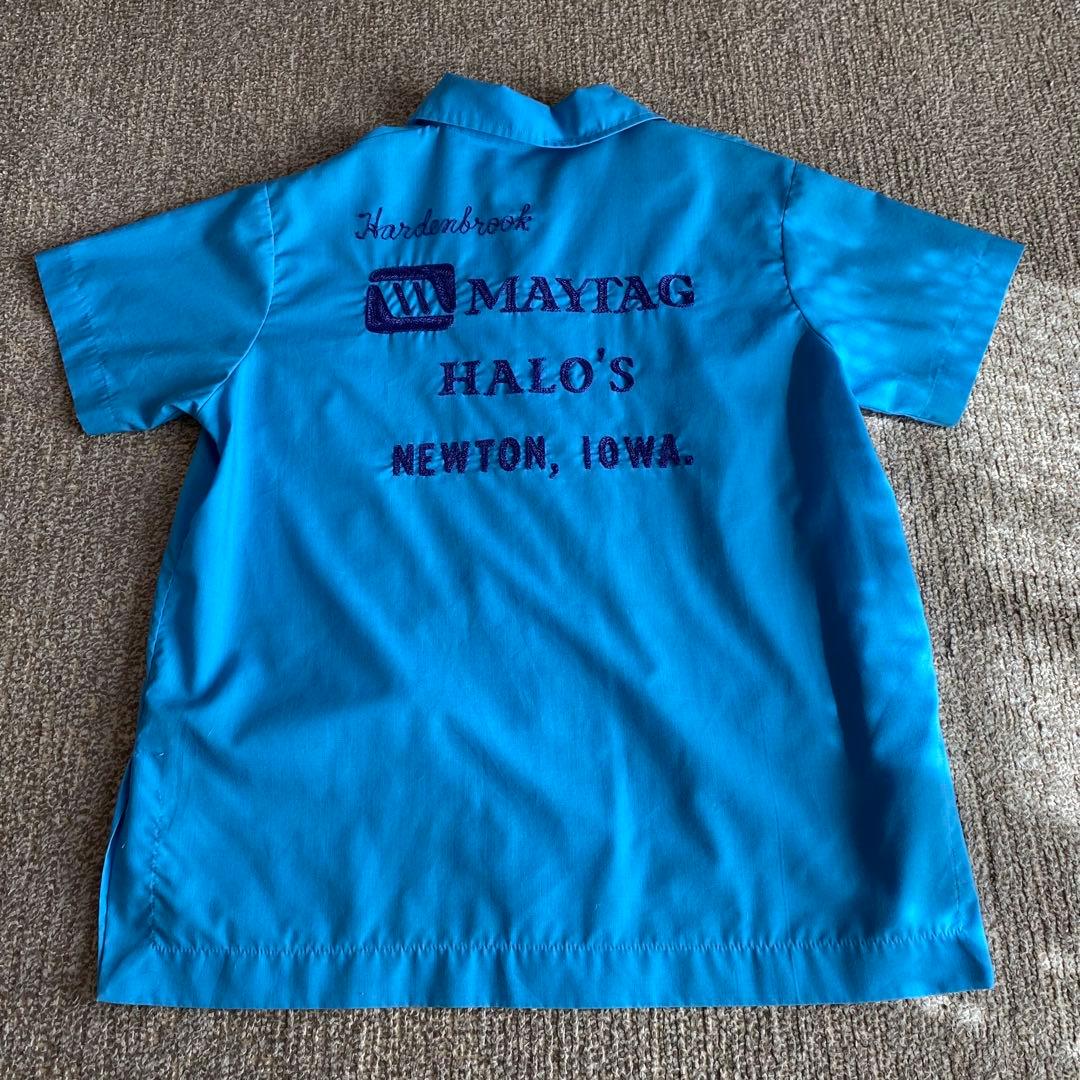 Hardenbrook
MAYTAG
HALO'S
NEWTON, IOWA.